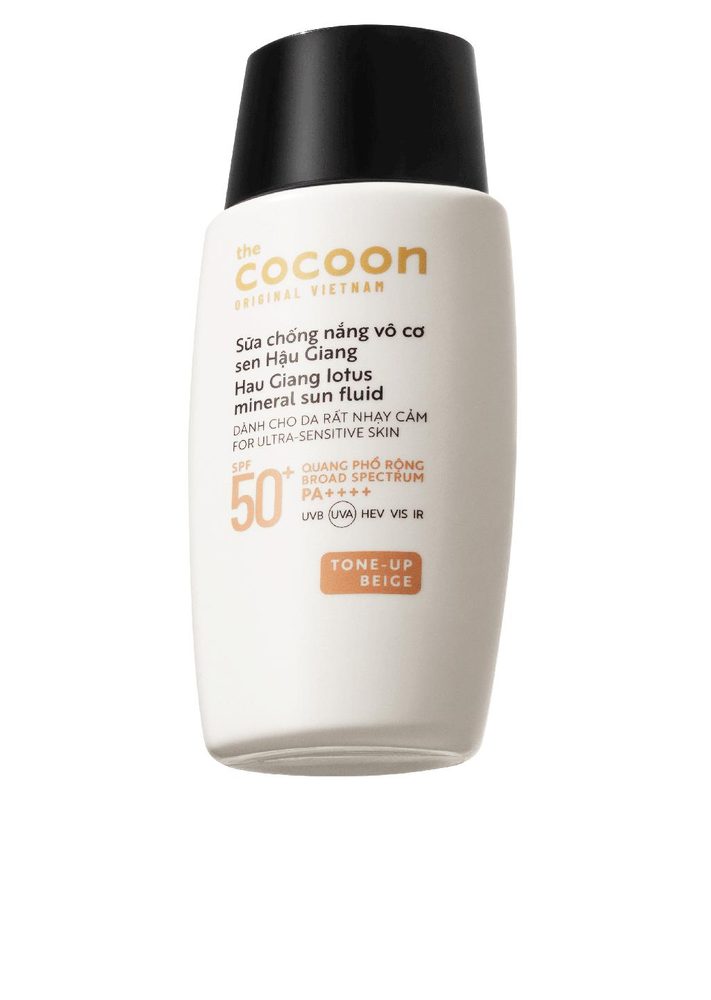 the
cocoon
ORIGINAL VIETNAM
Sữa chống nắng vô cơ
sen Hậu Giang
Hau Giang lotus
mineral sun fluid
DÀNH CHO DA RẤT NHẠY CẢM
FOR ULTRA-SENSITIVE SKIN
SPF
50+
QUANG PHỔ RỘNG
BROAD SPECTRUM
PA++++
UVB UVA HEV VIS IR
TONE-UP
BEIGE